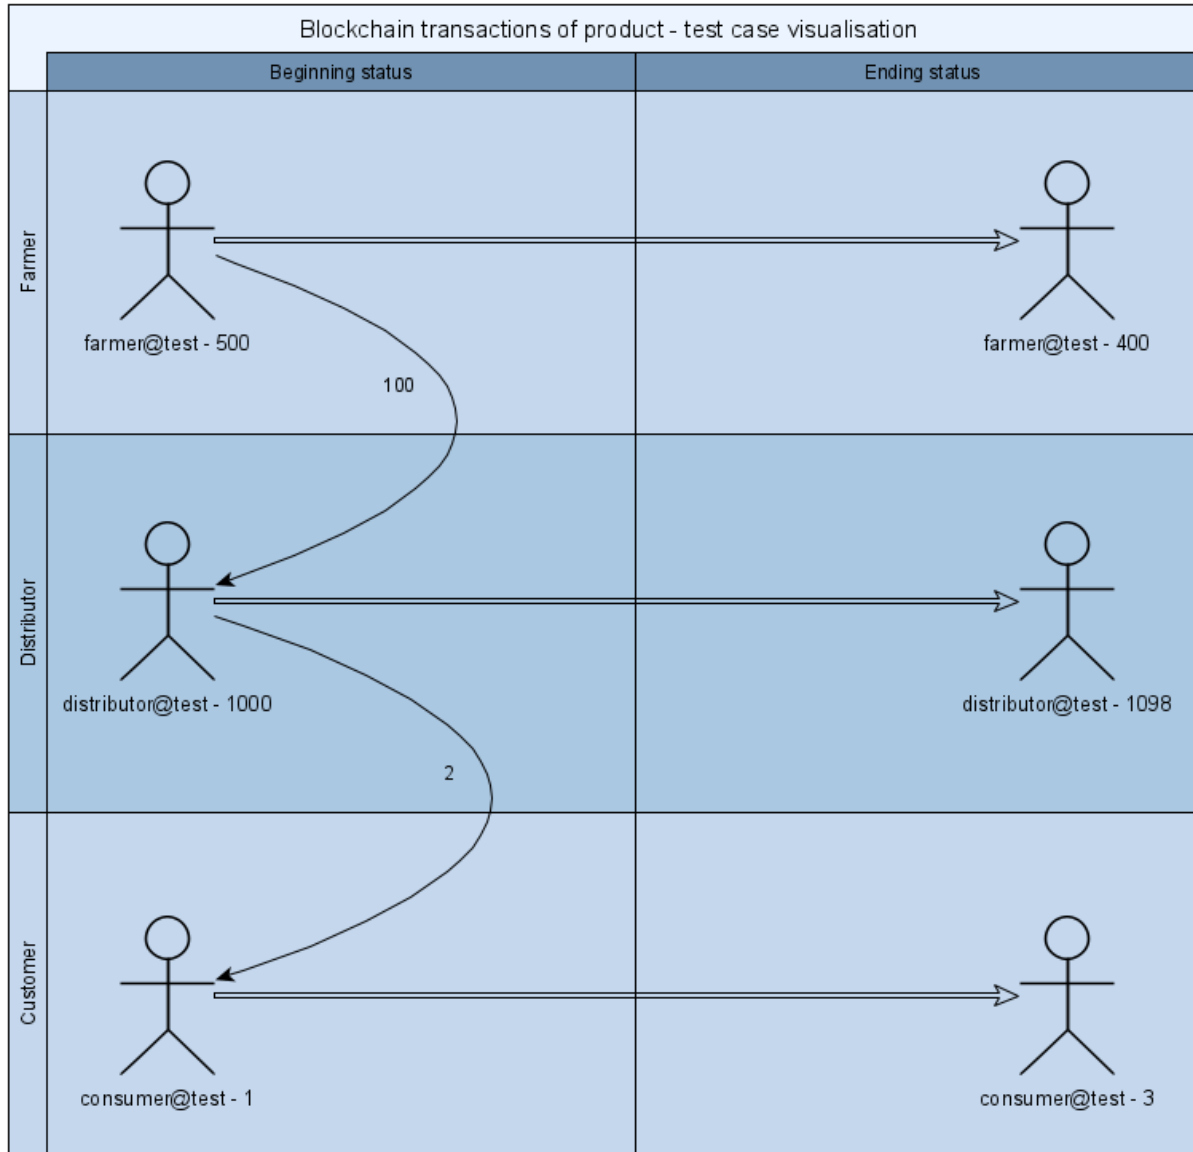 Blockchain transactions of product - test case visualisation
Beginning status
Ending status
Farmer
farmer@test - 500
farmer@test - 400
100
Distributor
distributor@test - 1000
distributor@test - 1098
2
Customer
consumer@test - 1
consumer@test - 3